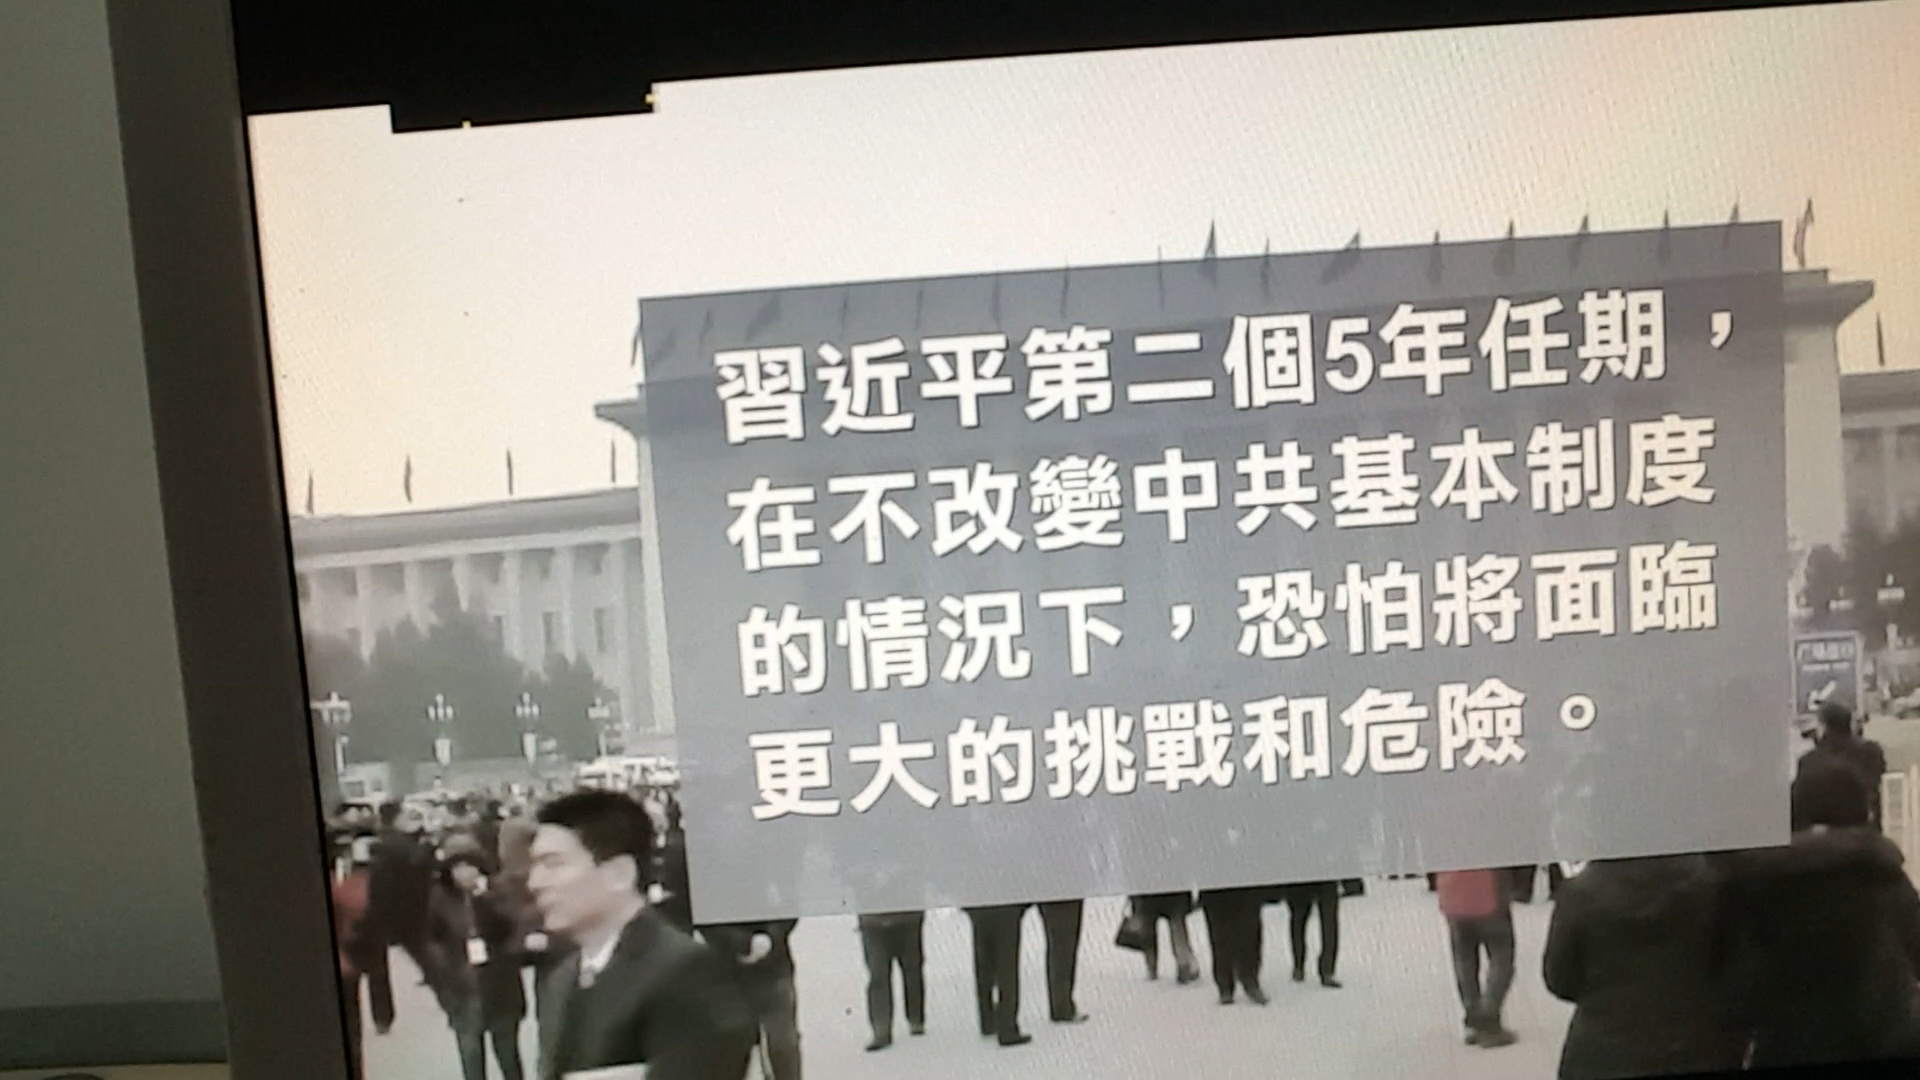 習近平第二個5年任期，
在不改變中共基本制度
的情況下，恐怕將面臨
更大的挑戰和危險。